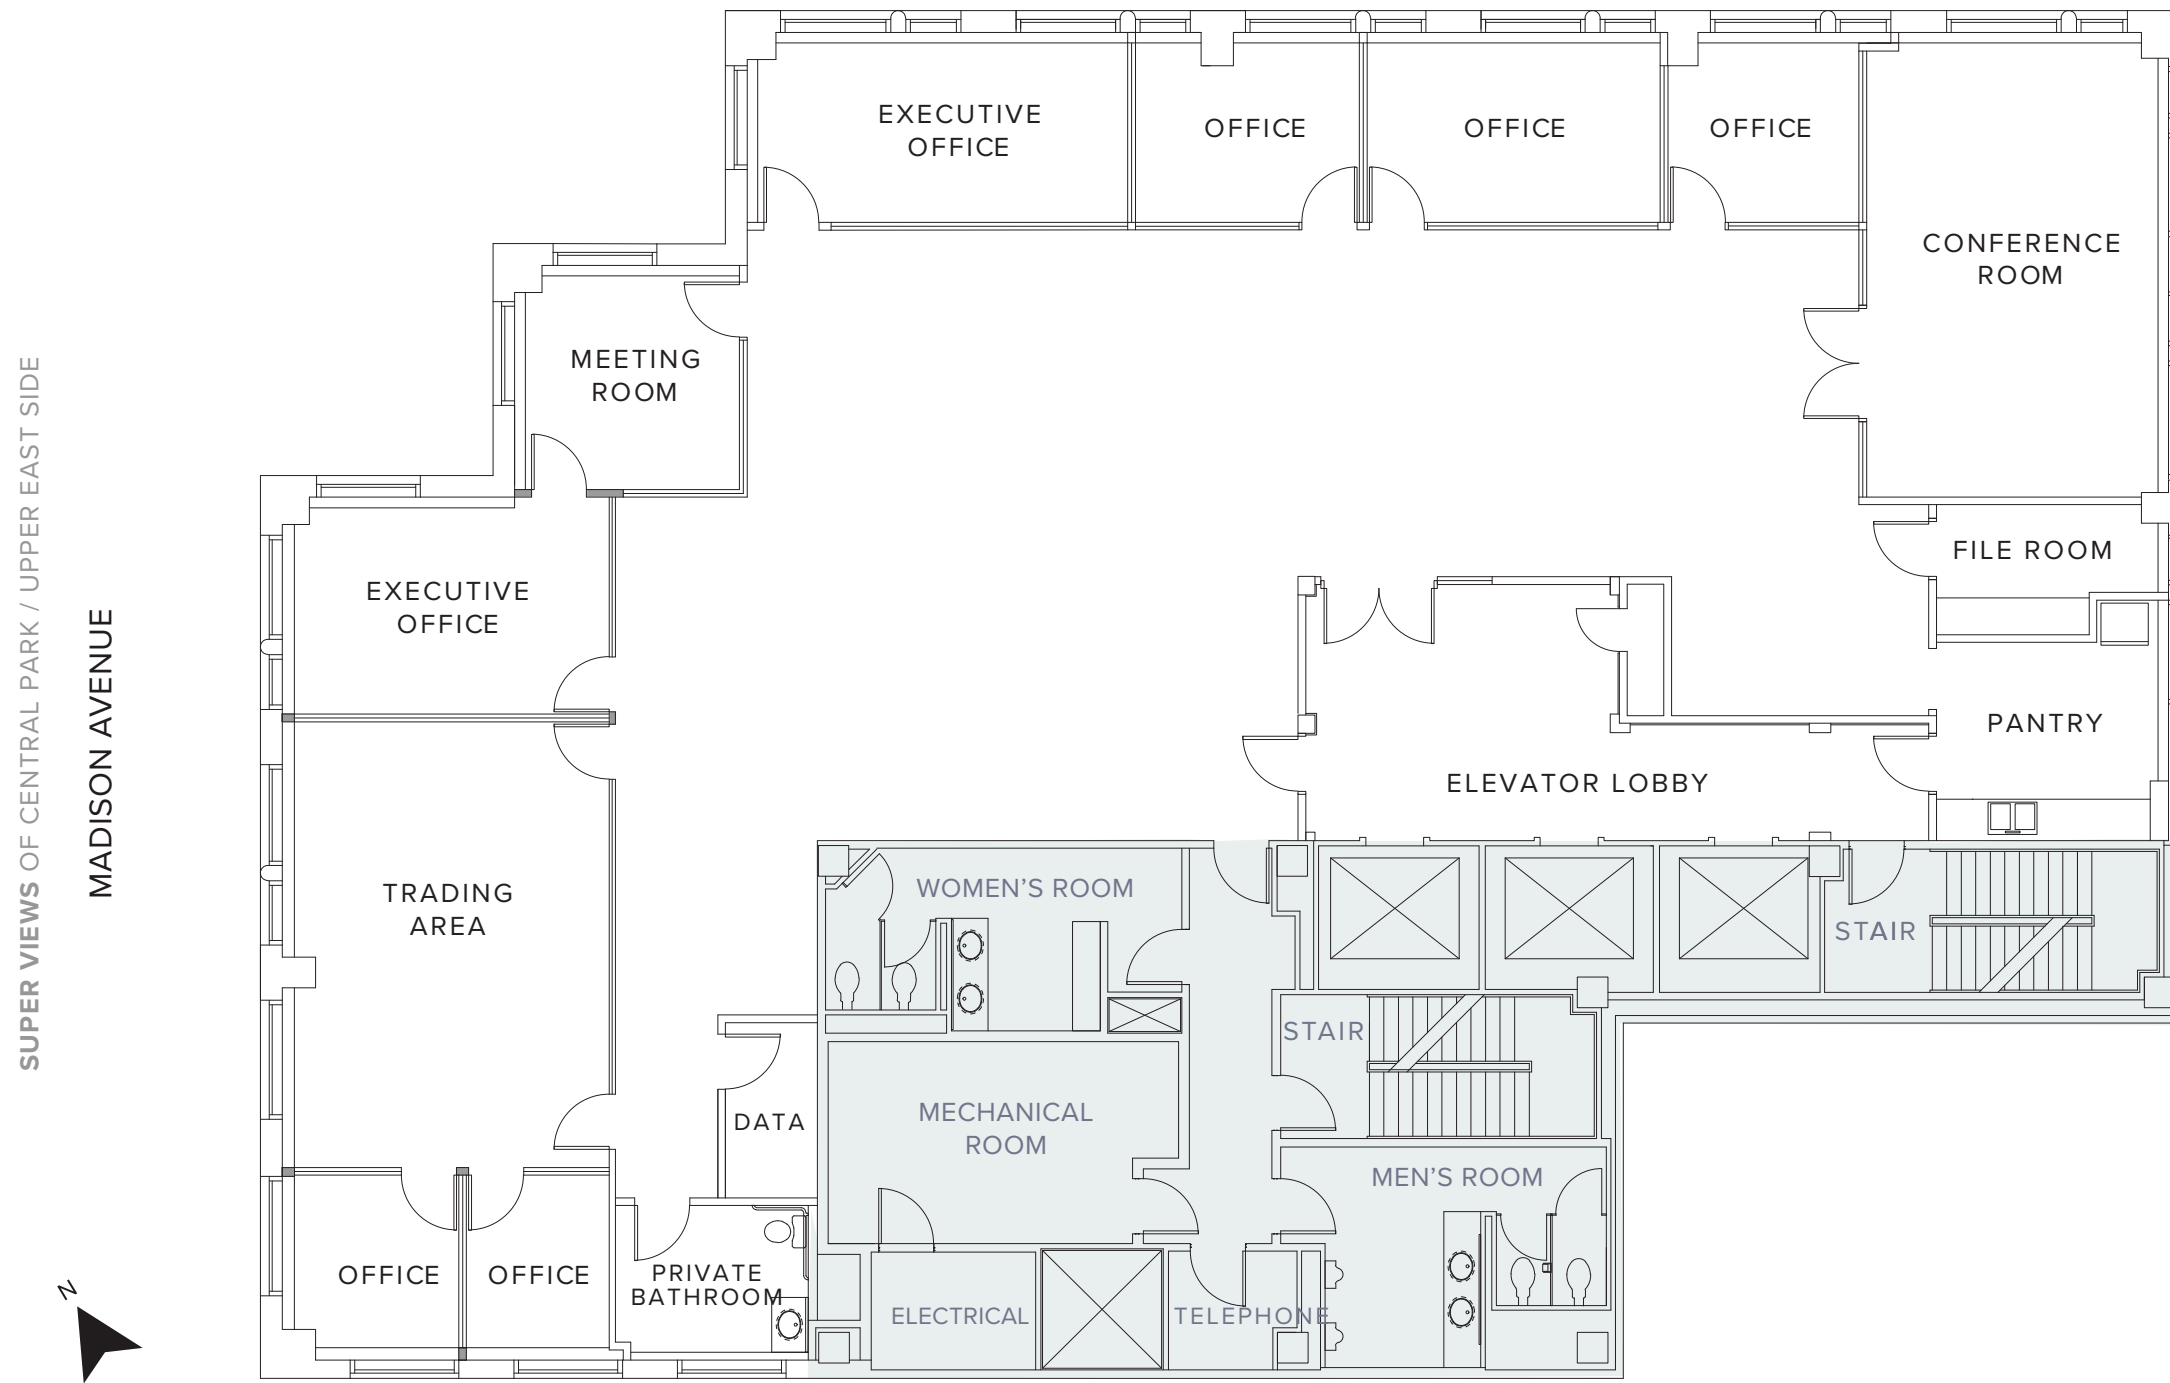 EXECUTIVE
OFFICE
OFFICE
OFFICE
OFFICE
CONFERENCE
ROOM
MEETING
ROOM
FILE ROOM
EXECUTIVE
OFFICE
PANTRY
ELEVATOR LOBBY
TRADING
AREA
WOMEN'S ROOM
STAIR
STAIR
DATA
MECHANICAL
ROOM
MEN'S ROOM
OFFICE
OFFICE
PRIVATE
BATHROOM
ELECTRICAL
TELEPHONE
SUPER VIEWS OF CENTRAL PARK / UPPER EAST SIDE
MADISON AVENUE
N